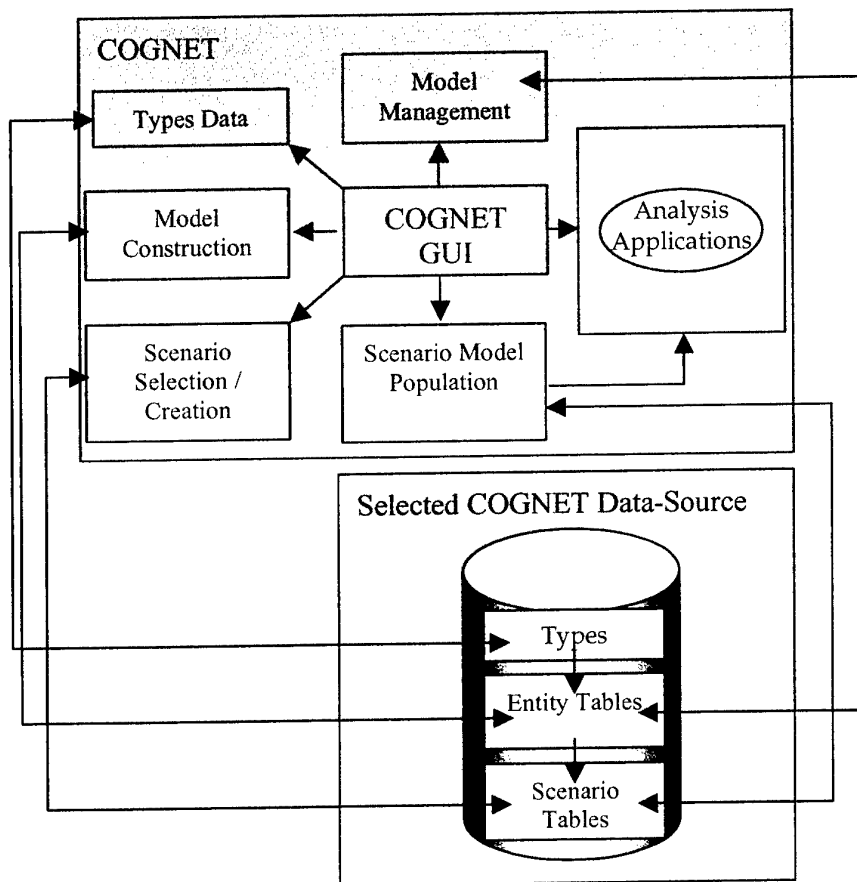 COGNET
Model
Management
Types Data
Analysis
Applications
Model
Construction
COGNET
GUI
Scenario
Selection /
Creation
Scenario Model
Population
Selected COGNET Data-Source
Types
Entity Tables
Scenario
Tables